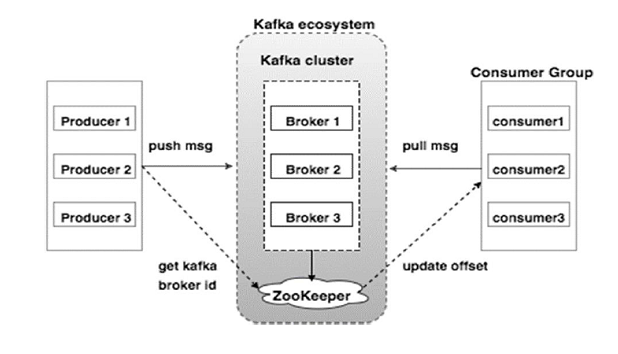 Kafka ecosystem
Kafka cluster
Consumer Group
Producer 1
Producer 2
Producer 3
push msg
Broker 1
Broker 2
Broker 3
pull msg
consumer1
consumer2
consumer3
get kafka
broker id
ZooKeeper
update offset